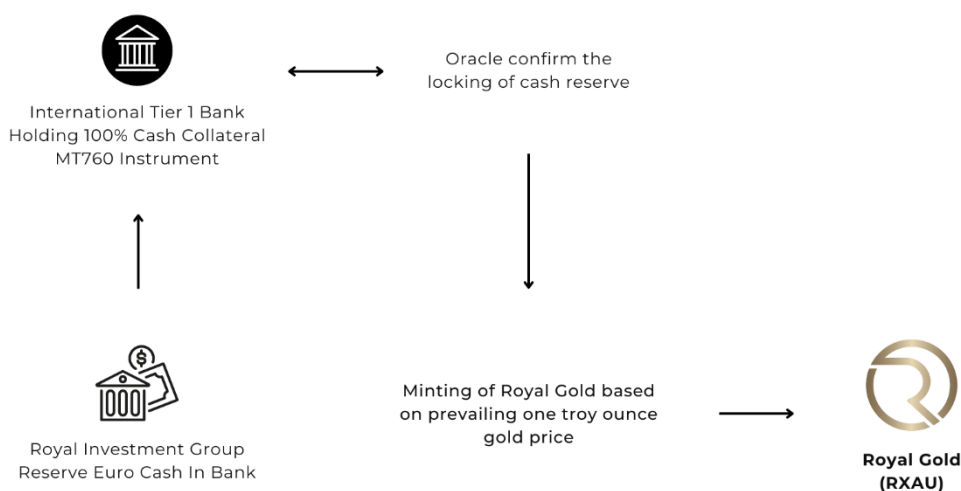 International Tier 1 Bank
Holding 100% Cash Collateral
MT760 Instrument
Oracle confirm the
locking of cash reserve
$
Royal Investment Group
Reserve Euro Cash In Bank
Minting of Royal Gold based
on prevailing one troy ounce
gold price
R
Royal Gold
(RXAU)